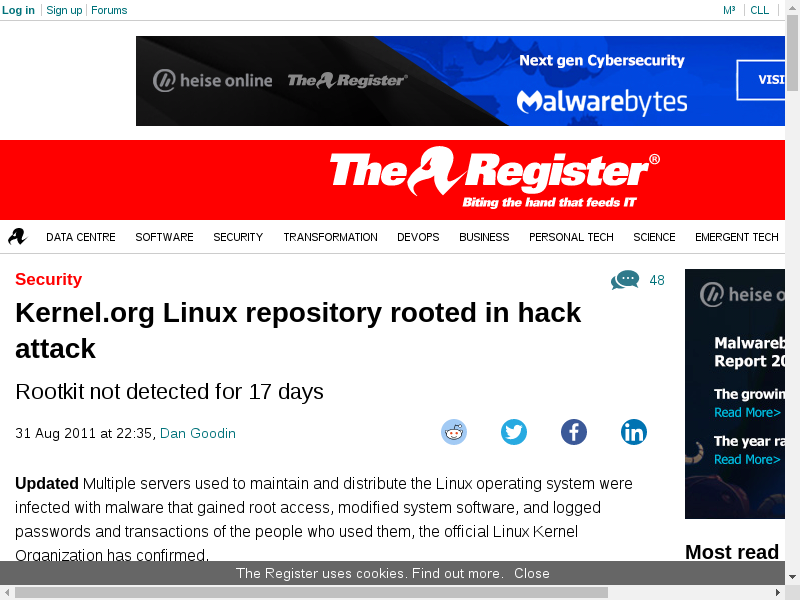 Log in Sign up Forums M³ CLL
heise online The Register®
Next gen Cybersecurity
Malwarebytes
VISI
The Register®
Biting the hand that feeds IT
DATA CENTRE SOFTWARE SECURITY TRANSFORMATION DEVOPS BUSINESS PERSONAL TECH SCIENCE EMERGENT TECH
Security
48
Kernel.org Linux repository rooted in hack
attack
Rootkit not detected for 17 days
31 Aug 2011 at 22:35, Dan Goodin
Updated Multiple servers used to maintain and distribute the Linux operating system were
infected with malware that gained root access, modified system software, and logged
passwords and transactions of the people who used them, the official Linux Kernel
Organization has confirmed.
heise o
Malwareb
Report 20
The growin
Read More>
The year ra
Read More>
Most read
The Register uses cookies. Find out more. Close